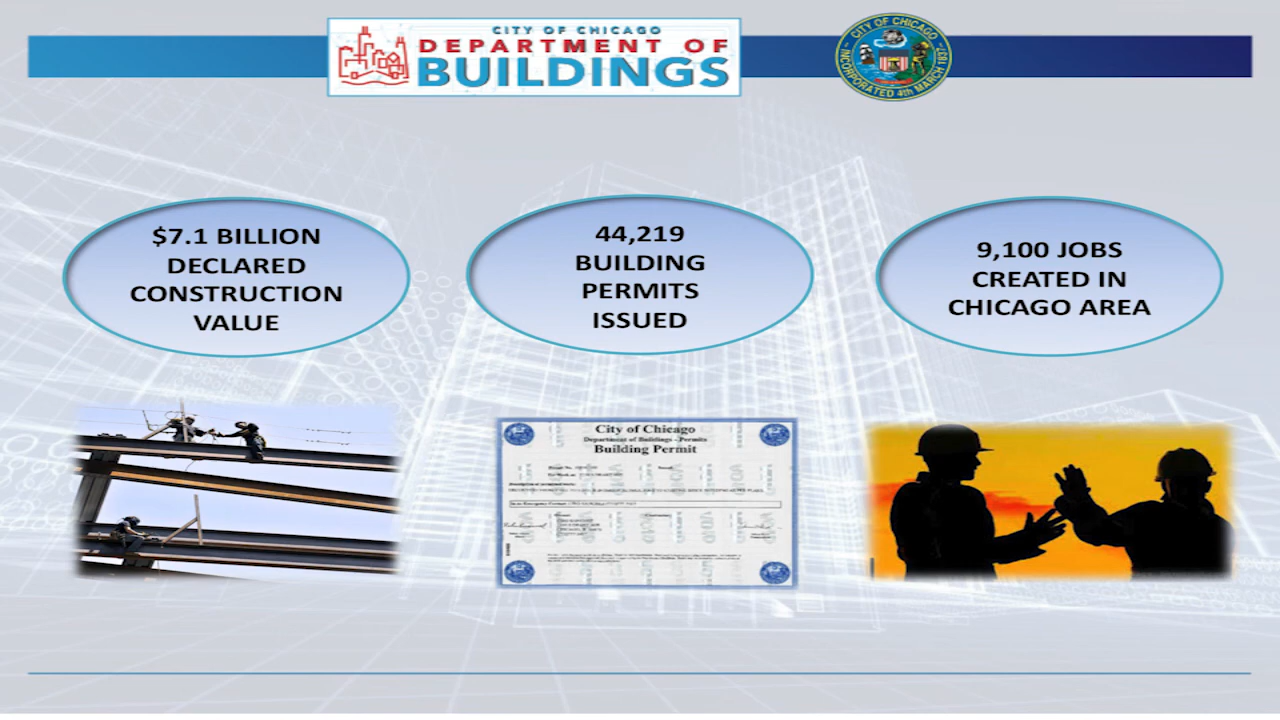 CITY OF CHICAGO
DEPARTMENT OF
BUILDINGS
CITY OF CHICAGO
INCORPORATED 4th MARCH 1837
$7.1 BILLION
DECLARED
CONSTRUCTION
VALUE
44,219
BUILDING
PERMITS
ISSUED
9,100 JOBS
CREATED IN
CHICAGO AREA
City of Chicago
Department of Buildings - Permits
Building Permit